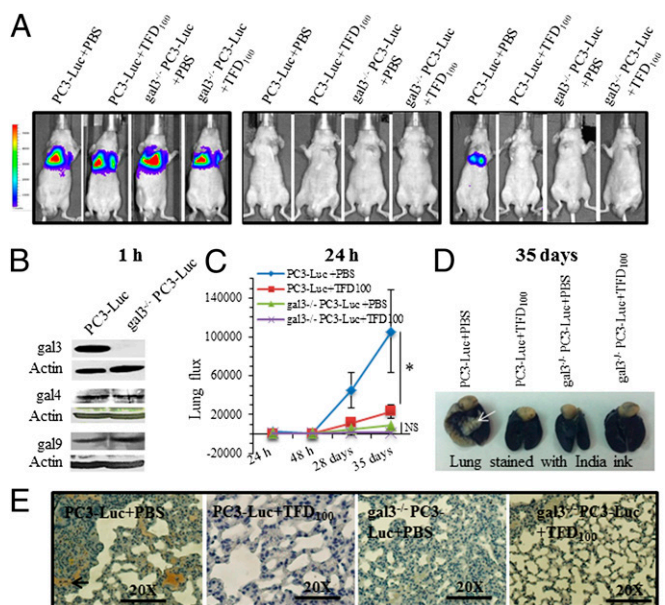 A
PC3-Luc+PBS
PC3-Luc+TFD100
gal3-/- PC3-Luc
+PBS
gal3-/- PC3-Luc
+TFD100
PC3-Luc+PBS
PC3-Luc+TFD100
gal3-/- PC3-Luc
+PBS
gal3-/- PC3-Luc
+TFD100
PC3-Luc+PBS
PC3-Luc+TFD100
gal3-/- PC3-Luc
+PBS
gal3-/- PC3-Luc
+TFD100
B
1 h
C
24 h
D
35 days
PC3-Luc
gal3-/- PC3-Luc
gal3
Actin
gal4
Actin
gal9
Actin
PC3-Luc +PBS
PC3-Luc+TFD100
gal3-/- PC3-Luc +PBS
gal3-/- PC3-Luc+TFD100
Lung flux
140000
120000
100000
80000
60000
40000
20000
0
24 h
48 h
28 days
35 days
*
NS
PC3-Luc+PBS
PC3-Luc+TFD100
gal3-/- PC3-Luc+PBS
gal3-/- PC3-Luc+TFD100
Lung stained with India ink
E
PC3-Luc+PBS
20X
PC3-Luc+TFD100
20X
gal3-/- PC3-
Luc+PBS
20X
gal3-/- PC3-Luc
+TFD100
20X